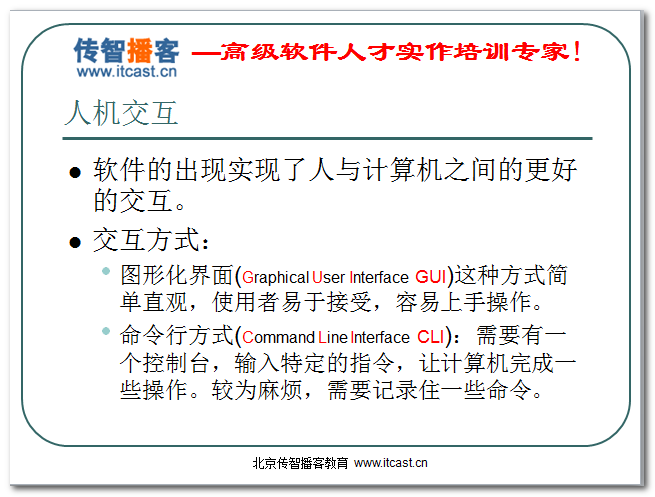 传智播客 —高级软件人才实作培训专家!
www.itcast.cn
人机交互
● 软件的出现实现了人与计算机之间的更好
的交互。
● 交互方式：
• 图形化界面(Graphical User Interface GUI)这种方式简
单直观，使用者易于接受，容易上手操作。
• 命令行方式(Command Line Interface CLI)：需要有一
个控制台，输入特定的指令，让计算机完成一
些操作。较为麻烦，需要记录住一些命令。
北京传智播客教育 www.itcast.cn